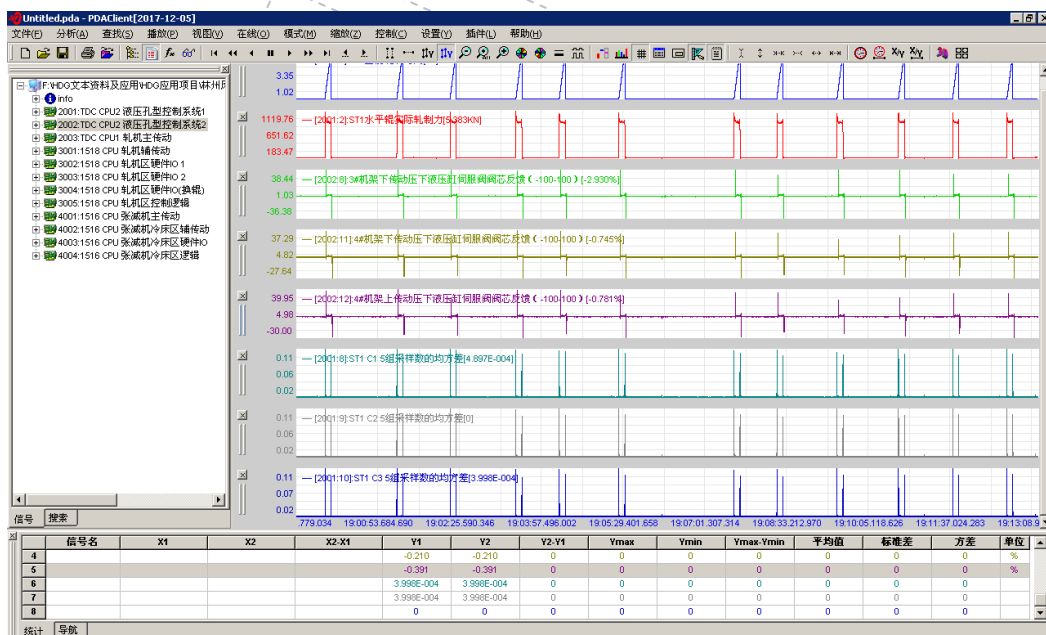 Untitled.pda - PDAClient[2017-12-05]
文件(F) 分析(A) 查找(S) 播放(P) 视图(V) 在线(O) 模式(M) 缩放(Z) 控制(C) 设置(Y) 插件(L) 帮助(H)
info
2001:TDC CPU2 液压孔型控制系统1
2002:TDC CPU2 液压孔型控制系统2
2003:TDC CPU1 轧机主传动
3001:1518 CPU 轧机辅传动
3002:1518 CPU 轧机区硬件IO 1
3003:1518 CPU 轧机区硬件IO 2
3004:1518 CPU 轧机区硬件IO(换辊)
3005:1518 CPU 轧机区控制逻辑
4001:1516 CPU 张减机主传动
4002:1516 CPU 张减机冷床区辅传动
4003:1516 CPU 张减机冷床区硬件IO
4004:1516 CPU 张减机冷床区逻辑
信号 搜索
3.35
1.02
1119.76 [2001:2]:ST1水平辊实际轧制力[5.383KN]
651.62
183.47
38.44 [2002:8]:3#机架下传动压下液压缸伺服阀阀芯反馈(-100-100)[-2.930%]
1.03
-36.38
37.29 [2002:11]:4#机架下传动压下液压缸伺服阀阀芯反馈(-100-100)[-0.745%]
4.82
-27.64
39.95 [2002:12]:4#机架上传动压下液压缸伺服阀阀芯反馈(-100-100)[-0.781%]
4.98
-30.00
0.11 [2001:8]:ST1 C1 5组采样数的均方差[4.897E-004]
0.06
0.02
0.11 [2001:9]:ST1 C2 5组采样数的均方差[0]
0.06
0.02
0.11 [2001:10]:ST1 C3 5组采样数的均方差[3.998E-004]
0.07
0.02
.779.034 19:00:53.684.690 19:02:25.590.346 19:03:57.496.002 19:05:29.401.658 19:07:01.307.314 19:08:33.212.970 19:10:05.118.626 19:11:37.024.283 19:13:08.9
信号名 X1 X2 X2-X1 Y1 Y2 Y2-Y1 Ymax Ymin Ymax-Ymin 平均值 标准差 方差 单位
4 -0.210 -0.210 0 0 0 0 0 0 0 %
5 -0.391 -0.391 0 0 0 0 0 0 0 %
6 3.998E-004 3.998E-004 0 0 0 0 0 0 0
7 3.998E-004 3.998E-004 0 0 0 0 0 0 0
8 0 0 0 0 0 0 0 0 0
统计 导航